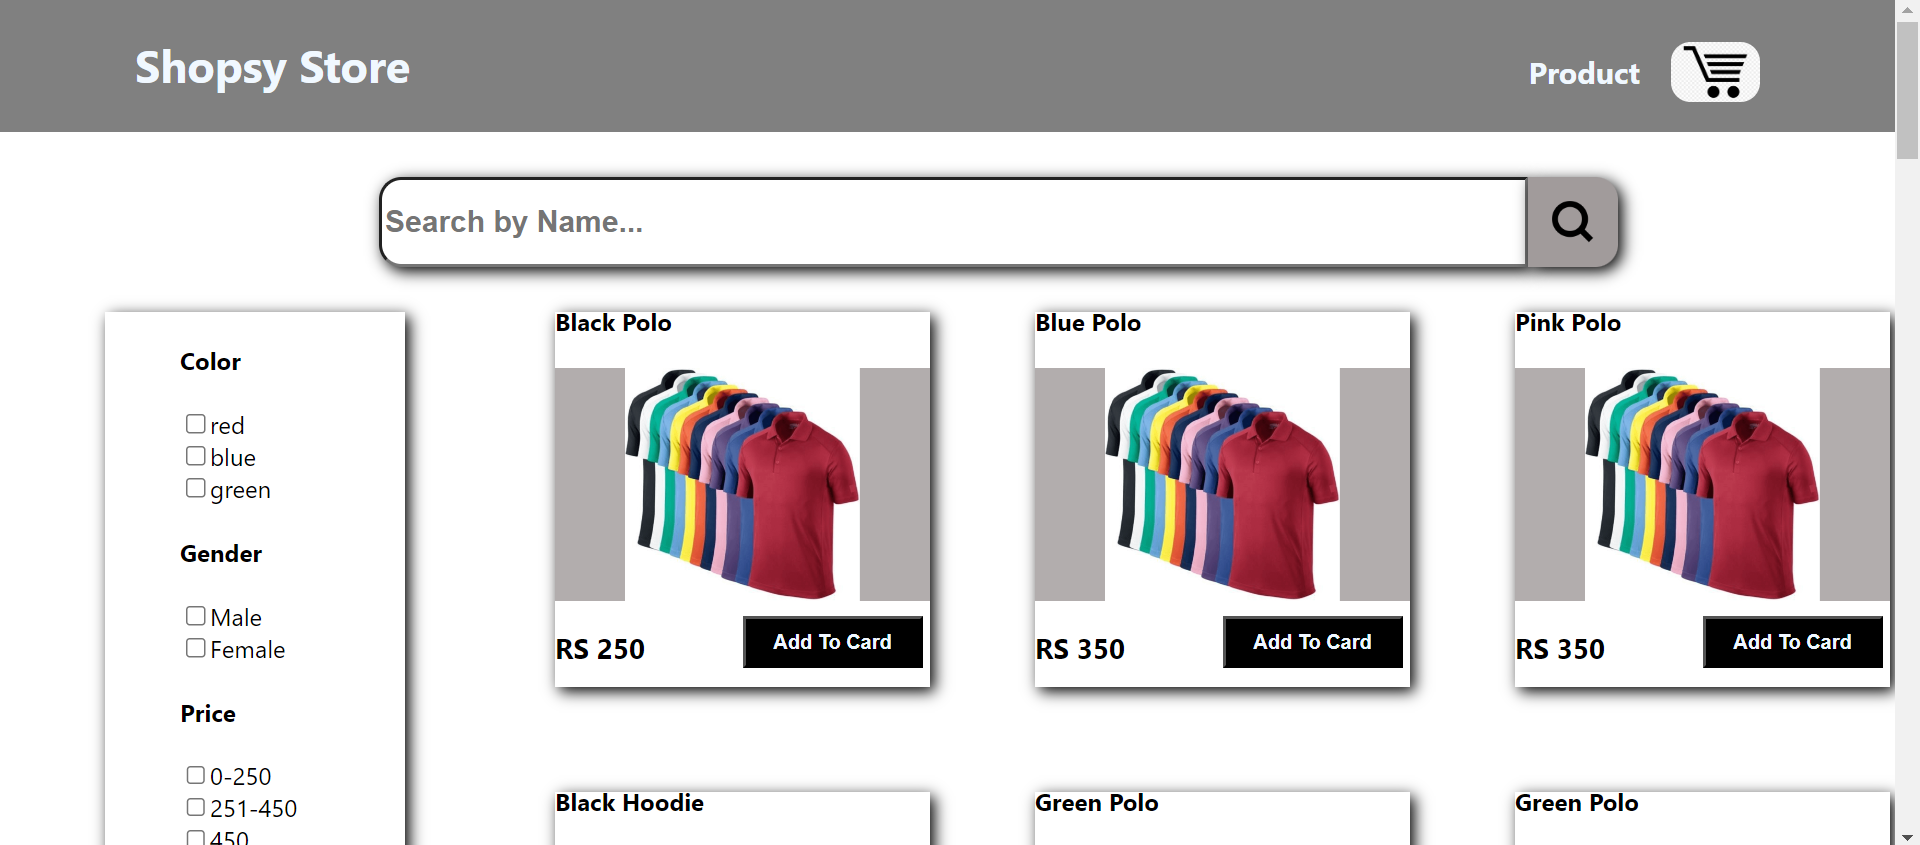 Shopsy Store
Product
Search by Name...
Color
red
blue
green
Gender
Male
Female
Price
0-250
251-450
450
Black Polo
RS 250
Add To Card
Blue Polo
RS 350
Add To Card
Pink Polo
RS 350
Add To Card
Black Hoodie
Green Polo
Green Polo